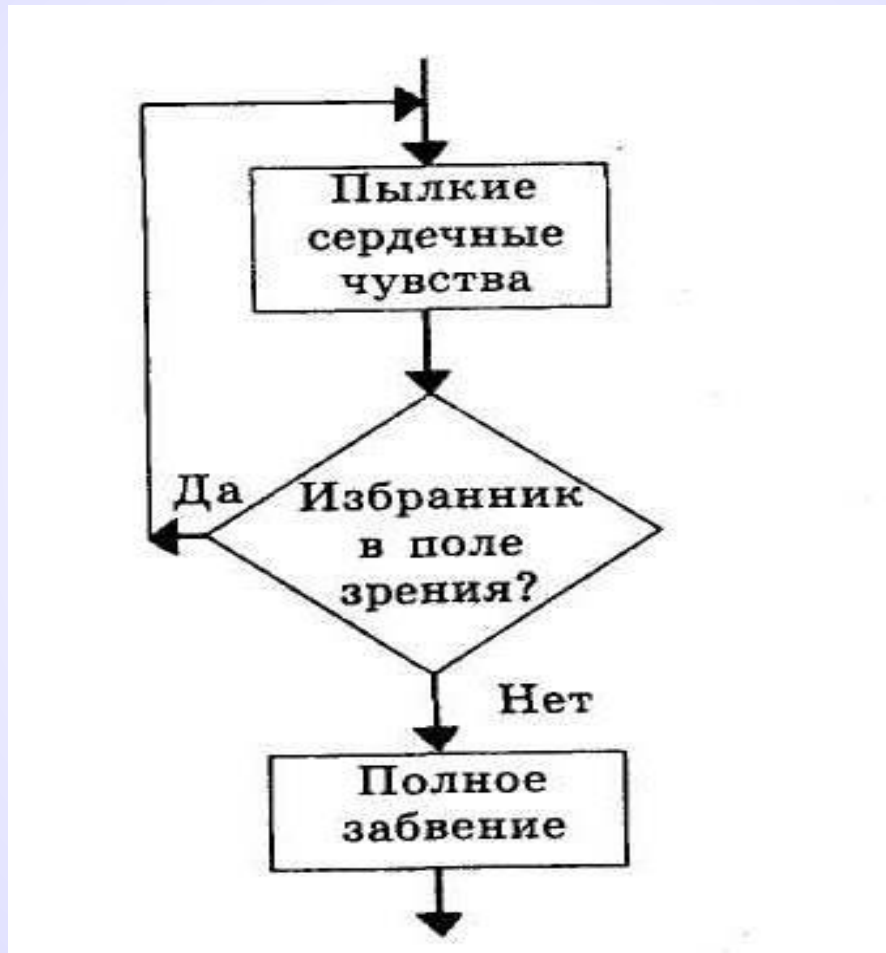 Пылкие
сердечные
чувства
Да
Избранник
в поле
зрения?
Нет
Полное
забвение